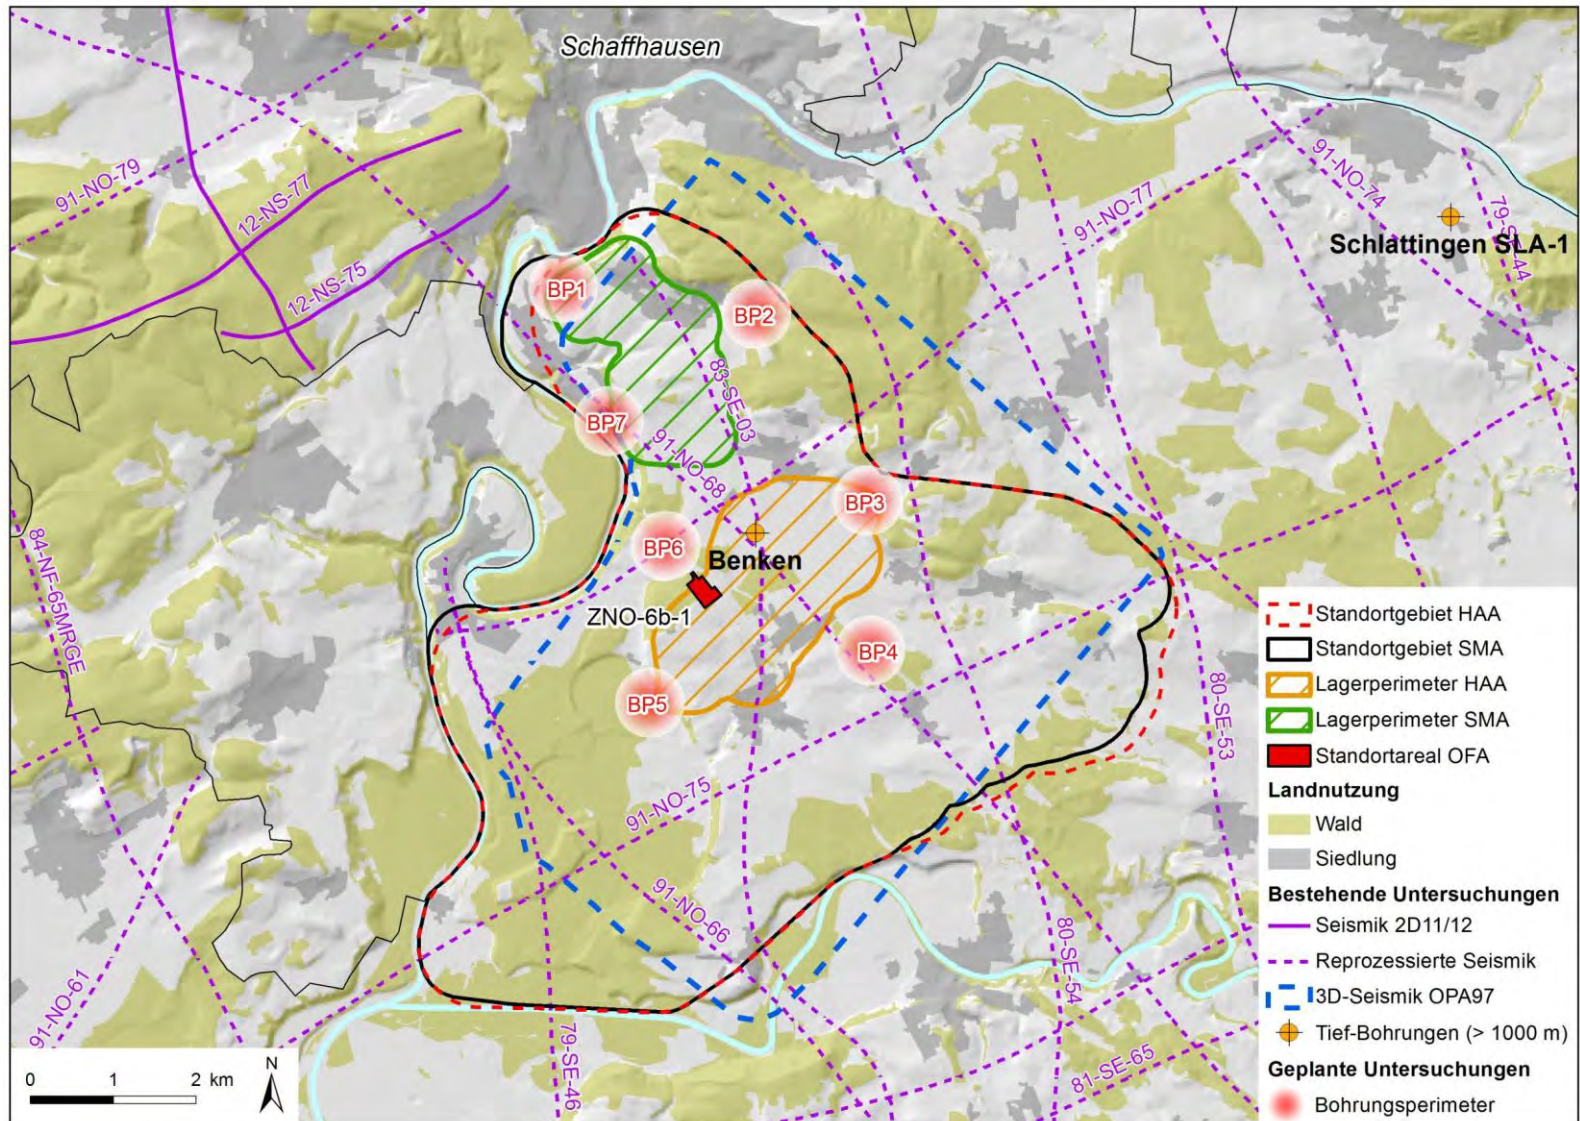 Schaffhausen
91-NO-79
12-NS-77
12-NS-75
91-NO-77
91-NO-74
79-SE-44
Schlattingen SLA-1
BP1
BP2
83-SE-03
BP7
91-NO-68
BP3
BP6
Benken
ZNO-6b-1
84-NF-65MRGE
BP4
BP5
80-SE-53
91-NO-75
91-NO-66
80-SE-54
91-NO-61
79-SE-46
81-SE-65
0 1 2 km
N
Standortgebiet HAA
Standortgebiet SMA
Lagerperimeter HAA
Lagerperimeter SMA
Standortareal OFA
Landnutzung
Wald
Siedlung
Bestehende Untersuchungen
Seismik 2D11/12
Reprozessierte Seismik
3D-Seismik OPA97
Tief-Bohrungen (> 1000 m)
Geplante Untersuchungen
Bohrungsperimeter